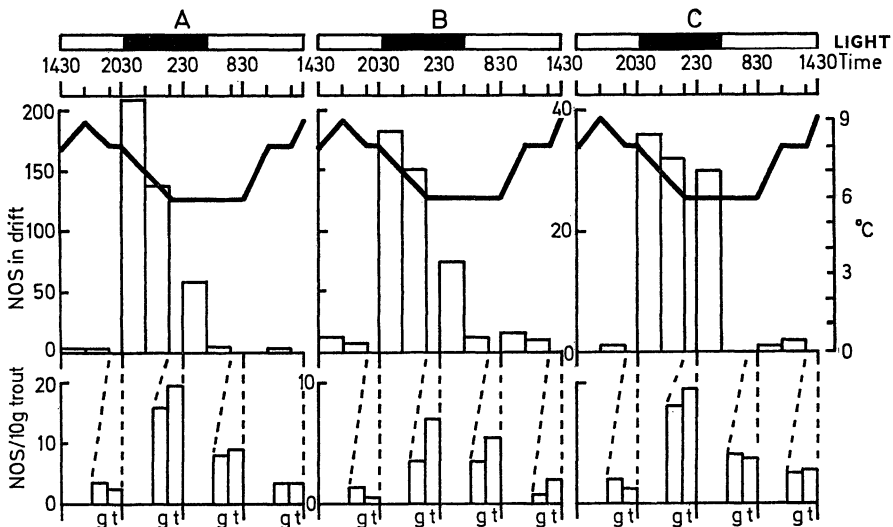 A B C
LIGHT
1430 2030 230 830 1430 2030 230 830 1430 2030 230 830 1430 Time
200
150
100
50
0
NOS in drift
40
20
0
9
6
3
0
°C
20
10
0
NOS/10g trout
10
0
g t g t g t g t g t g t g t g t g t g t g t g t